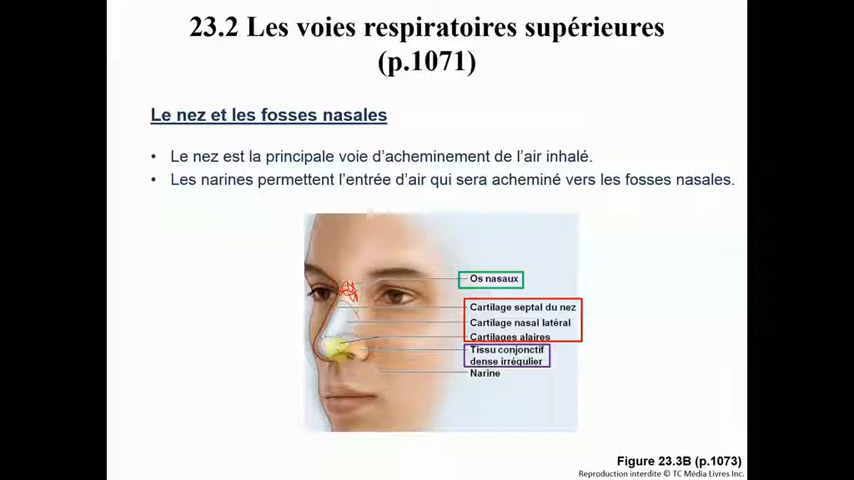 23.2 Les voies respiratoires supérieures
(p.1071)
Le nez et les fosses nasales
• Le nez est la principale voie d’acheminement de l’air inhalé.
• Les narines permettent l’entrée d’air qui sera acheminé vers les fosses nasales.
Os nasaux
Cartilage septal du nez
Cartilage nasal latéral
Cartilages alaires
Tissu conjonctif
dense irrégulier
Narine
Figure 23.3B (p.1073)
Reproduction interdite © TC Média Livres Inc.